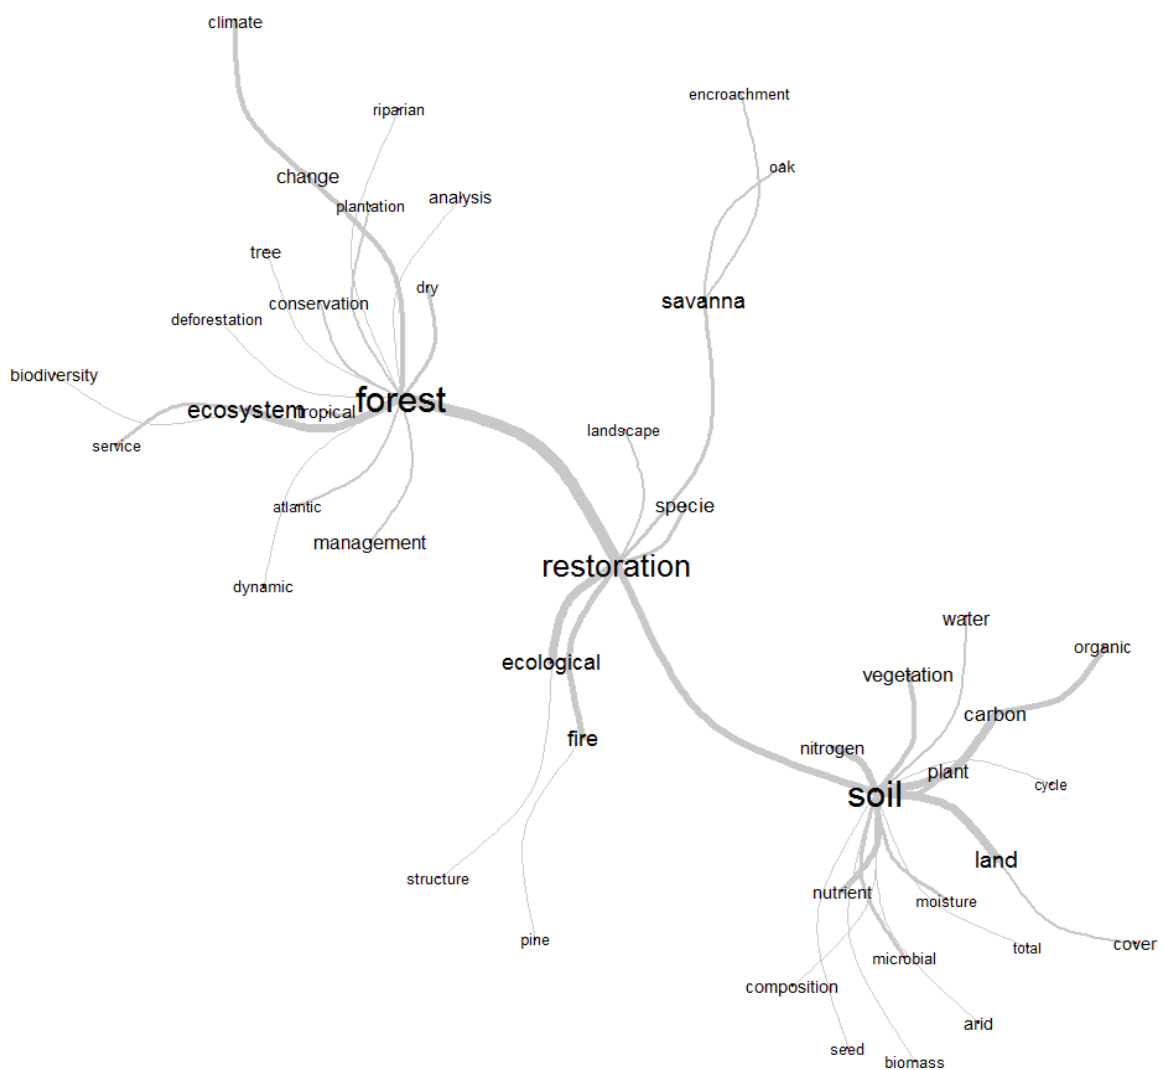 climate
encroachment
riparian
oak
change
analysis
plantation
tree
dry
savanna
conservation
deforestation
biodiversity
forest
ecosystem
tropical
landscape
service
specie
atlantic
management
restoration
dynamic
water
organic
ecological
vegetation
carbon
fire
nitrogen
plant
cycle
soil
land
structure
nutrient
moisture
pine
cover
total
microbial
composition
arid
seed
biomass